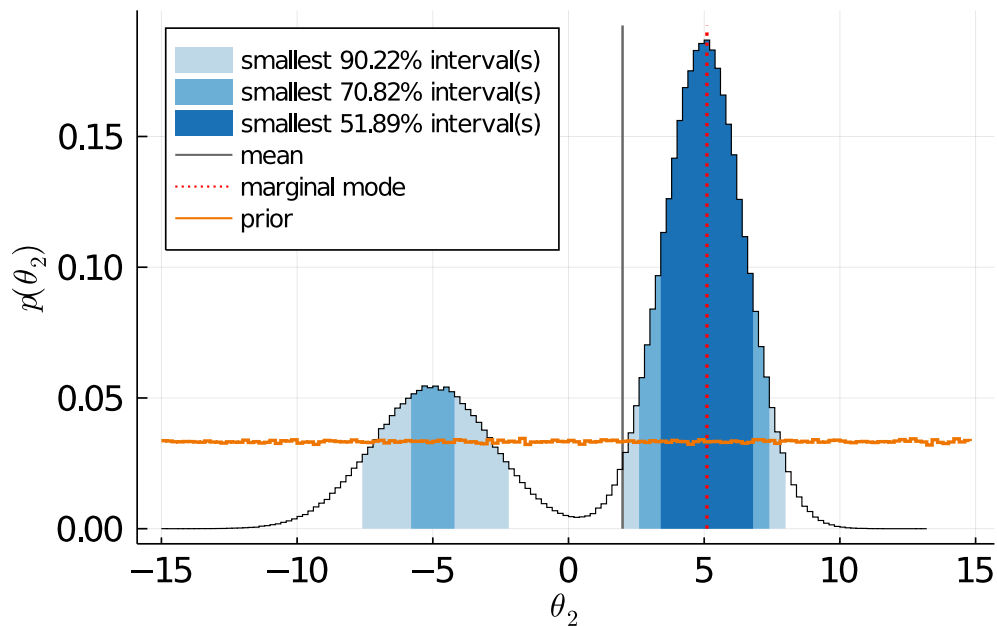 smallest 90.22% interval(s)
smallest 70.82% interval(s)
smallest 51.89% interval(s)
mean
marginal mode
prior
p(θ₂)
0.15
0.10
0.05
0.00
−15 −10 −5 0 5 10 15
θ₂